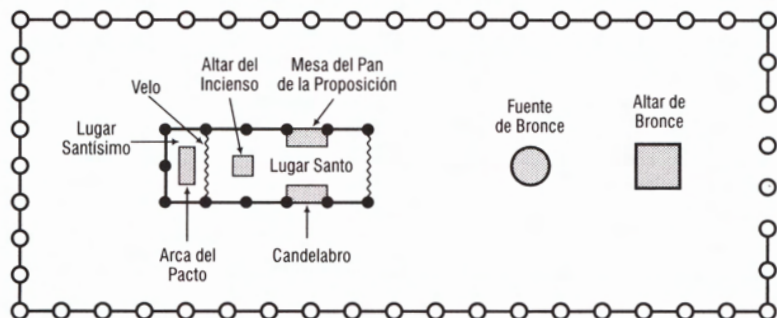 Altar del
Incienso
Mesa del Pan
de la Proposición
Velo
Lugar
Santísimo
Lugar Santo
Arca del
Pacto
Candelabro
Fuente
de Bronce
Altar de
Bronce